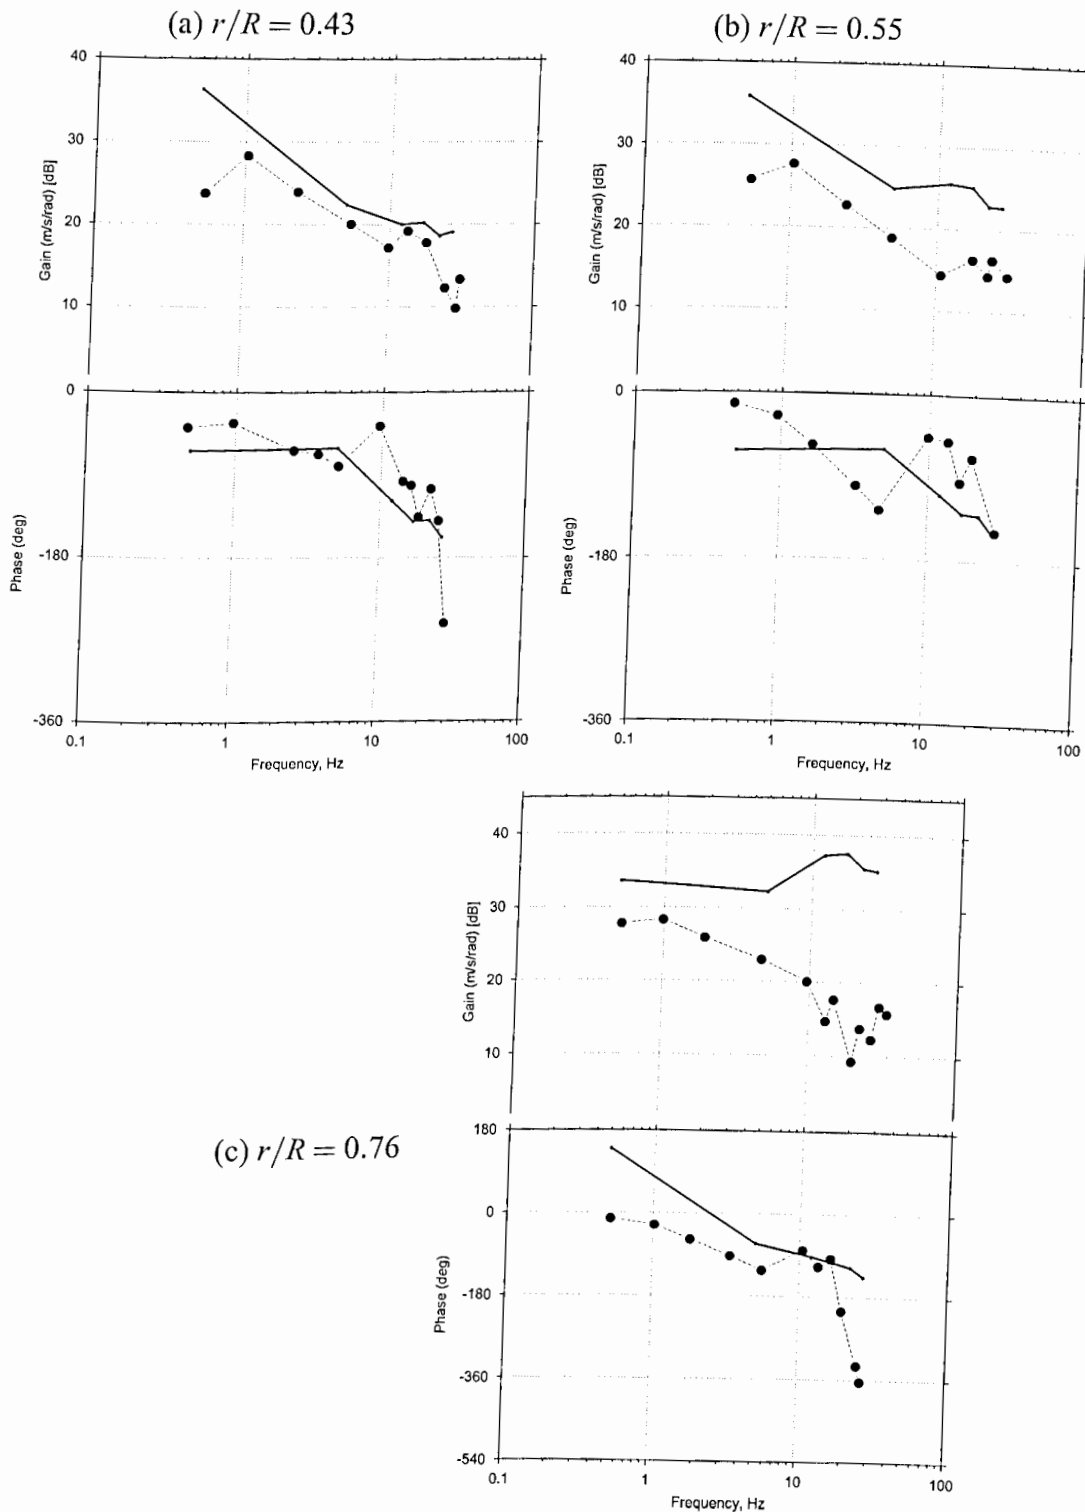 (a) r/R = 0.43
40
30
20
10
Gain (m/s/rad) [dB]
0
-180
-360
Phase (deg)
0.1 1 10 100
Frequency, Hz
(b) r/R = 0.55
40
30
20
10
Gain (m/s/rad) [dB]
0
-180
-360
Phase (deg)
0.1 1 10 100
Frequency, Hz
40
30
20
10
Gain (m/s/rad) [dB]
(c) r/R = 0.76
180
0
-180
-360
-540
Phase (deg)
0.1 1 10 100
Frequency, Hz